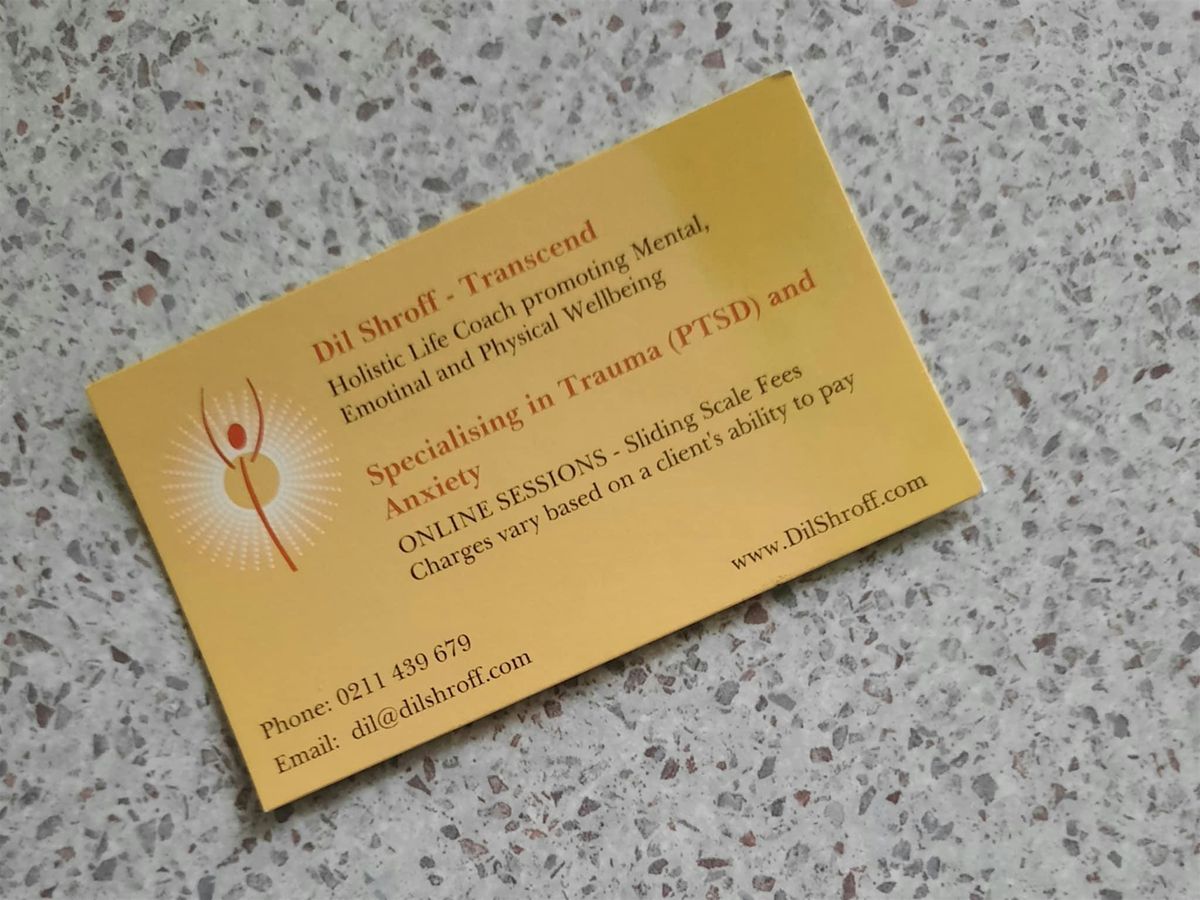 Dil Shroff - Transcend
Holistic Life Coach promoting Mental,
Emotinal and Physical Wellbeing
Specialising in Trauma (PTSD) and
Anxiety
ONLINE SESSIONS - Sliding Scale Fees
Charges vary based on a client's ability to pay
www.DilShroff.com
Phone: 0211 439 679
Email: dil@dilshroff.com